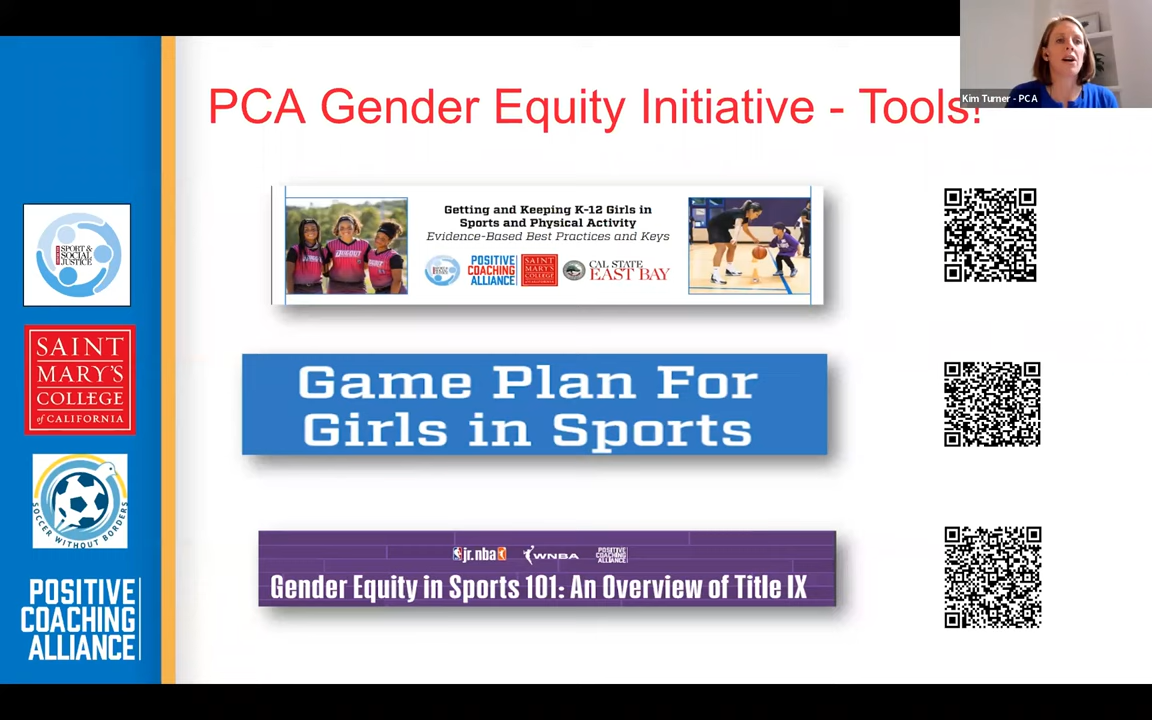 PCA Gender Equity Initiative - Tools!
Kim Turner - PCA
Getting and Keeping K-12 Girls in
Sports and Physical Activity
Evidence-Based Best Practices and Keys
POSITIVE
COACHING
ALLIANCE
SAINT
MARY'S
COLLEGE
CAL STATE
EAST BAY
SPORT &
SOCIAL
JUSTICE
SAINT
MARY'S
COLLEGE
of CALIFORNIA
Game Plan For
Girls in Sports
SOCCER WITHOUT BORDERS
jr.nba
WNBA
POSITIVE
COACHING
ALLIANCE
Gender Equity in Sports 101: An Overview of Title IX
POSITIVE
COACHING
ALLIANCE